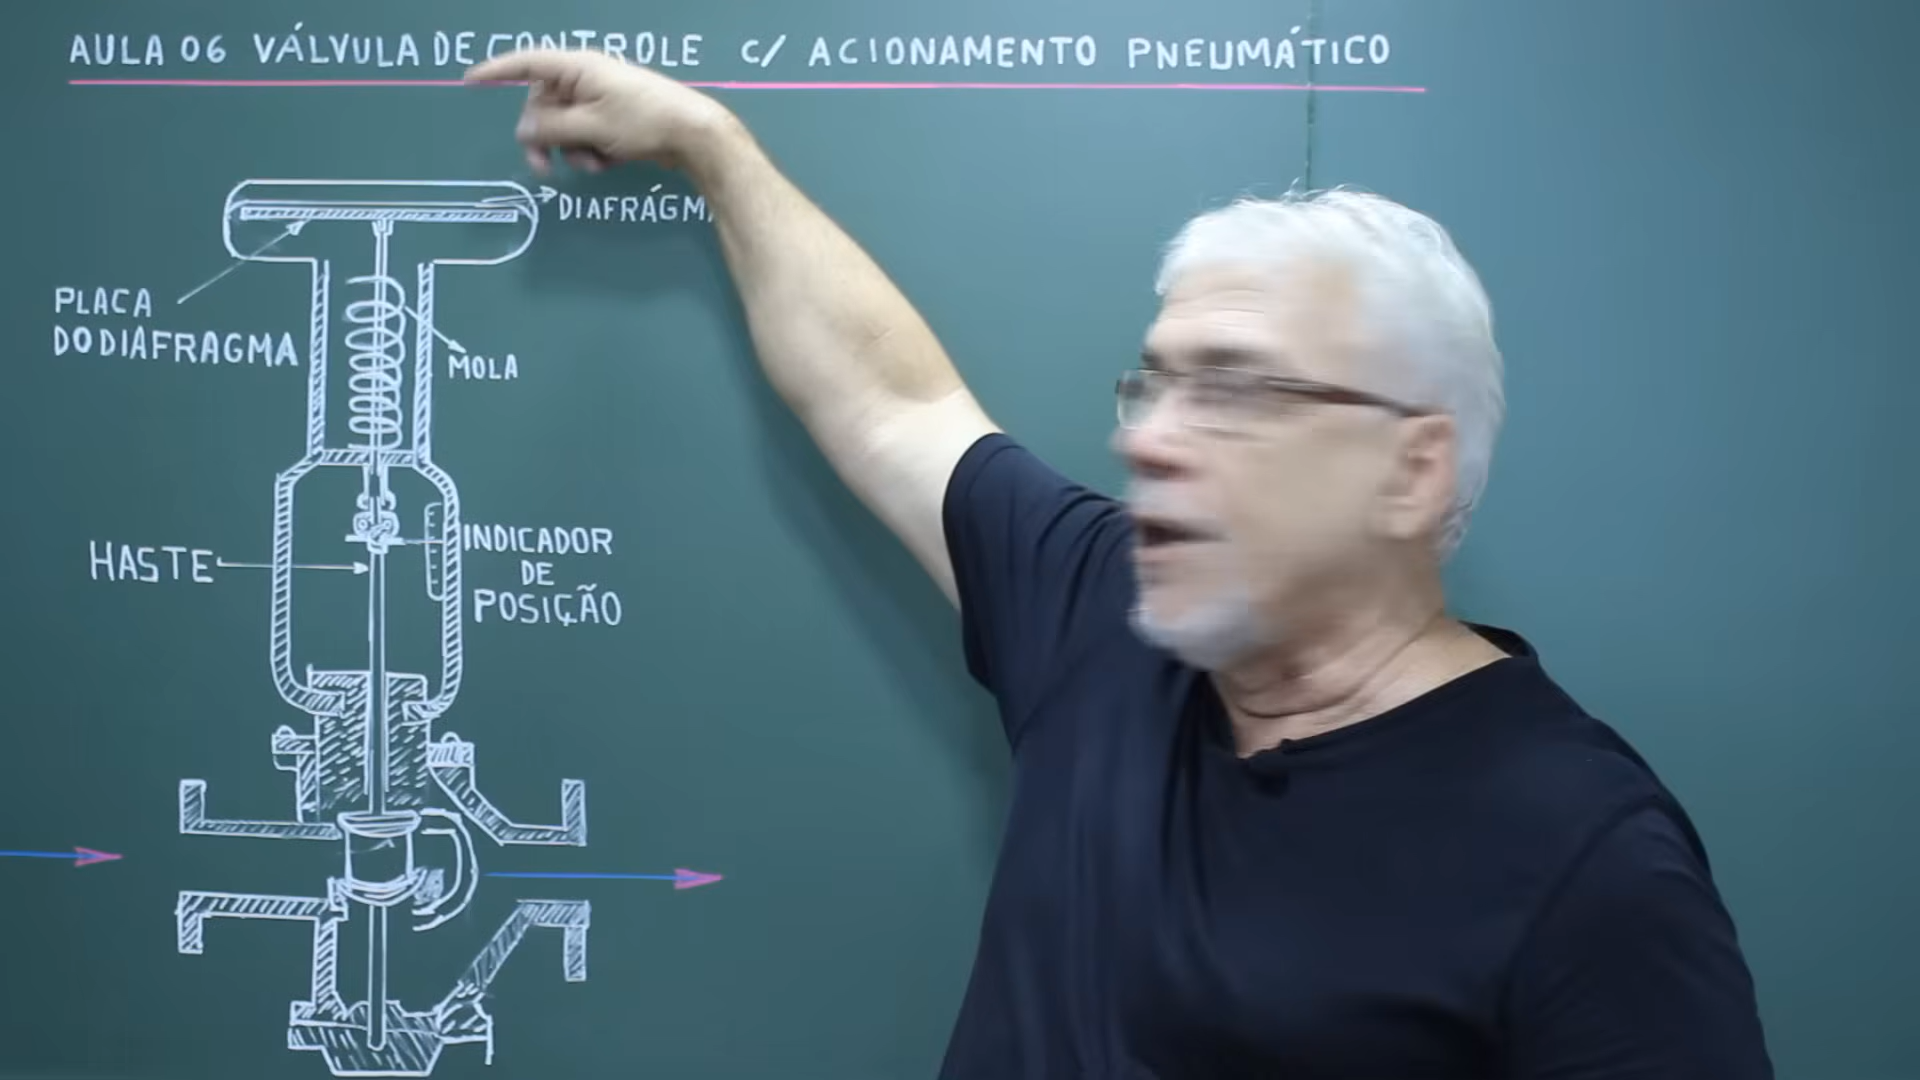 AULA 06 VÁLVULA DE CONTROLE C/ ACIONAMENTO PNEUMÁTICO
DIAFRÁGM
PLACA
DO DIAFRAGMA
MOLA
HASTE
INDICADOR
DE
POSIÇÃO